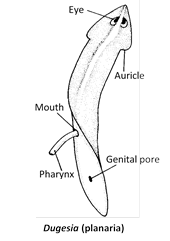 Eye
Auricle
Mouth
Genital pore
Pharynx
Dugesia (planaria)